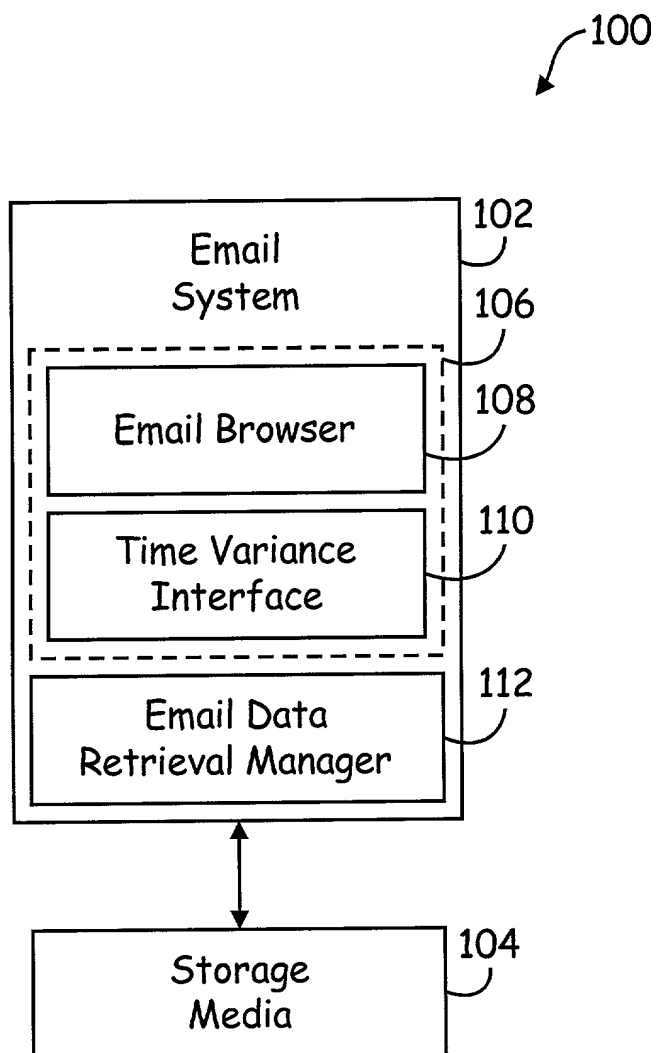 100
102
Email
System
106
108
Email Browser
110
Time Variance
Interface
112
Email Data
Retrieval Manager
104
Storage
Media